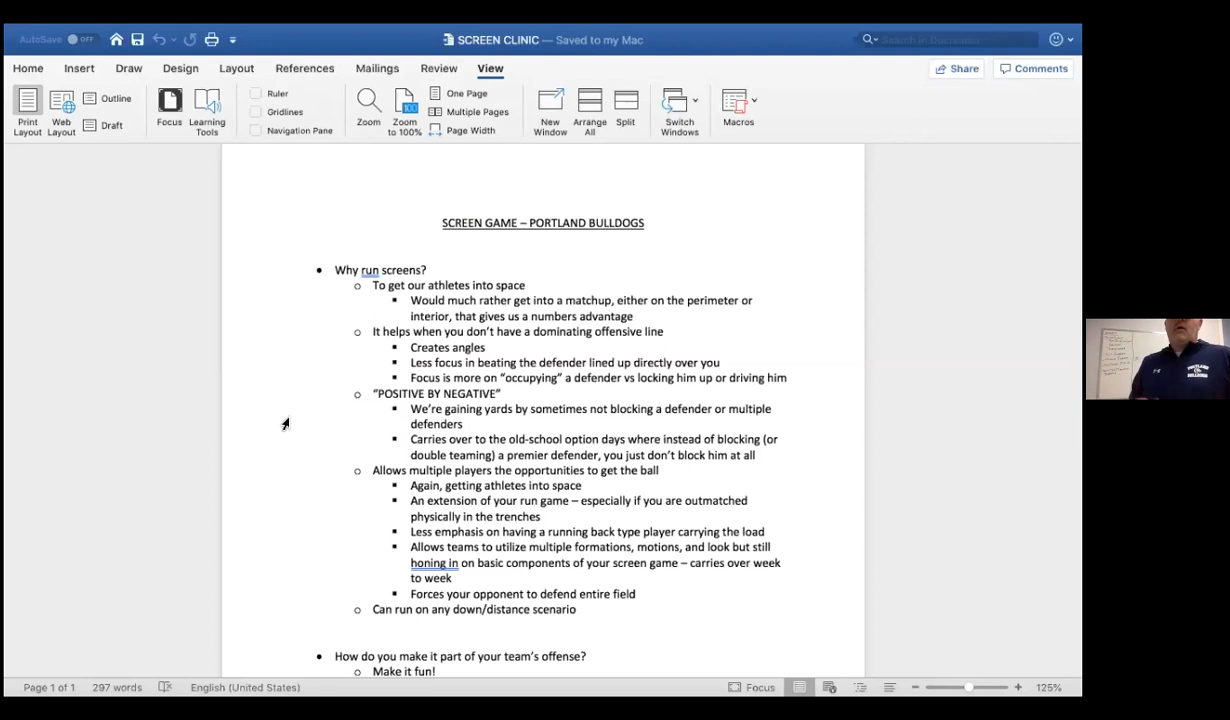 AutoSave OFF
SCREEN CLINIC — Saved to my Mac
Search in Document
Home Insert Draw Design Layout References Mailings Review View Share Comments
Print Layout
Web Layout
Outline
Draft
Focus
Learning Tools
Ruler
Gridlines
Navigation Pane
Zoom
Zoom to 100%
One Page
Multiple Pages
Page Width
New Window
Arrange All
Split
Switch Windows
Macros
SCREEN GAME – PORTLAND BULLDOGS
• Why run screens?
o To get our athletes into space
▪ Would much rather get into a matchup, either on the perimeter or
interior, that gives us a numbers advantage
o It helps when you don't have a dominating offensive line
▪ Creates angles
▪ Less focus in beating the defender lined up directly over you
▪ Focus is more on "occupying" a defender vs locking him up or driving him
o "POSITIVE BY NEGATIVE"
▪ We're gaining yards by sometimes not blocking a defender or multiple
defenders
▪ Carries over to the old-school option days where instead of blocking (or
double teaming) a premier defender, you just don't block him at all
o Allows multiple players the opportunities to get the ball
▪ Again, getting athletes into space
▪ An extension of your run game – especially if you are outmatched
physically in the trenches
▪ Less emphasis on having a running back type player carrying the load
▪ Allows teams to utilize multiple formations, motions, and look but still
honing in on basic components of your screen game – carries over week
to week
▪ Forces your opponent to defend entire field
o Can run on any down/distance scenario
• How do you make it part of your team's offense?
o Make it fun!
Page 1 of 1 297 words English (United States) Focus 125%
PORTLAND
BULLDOGS